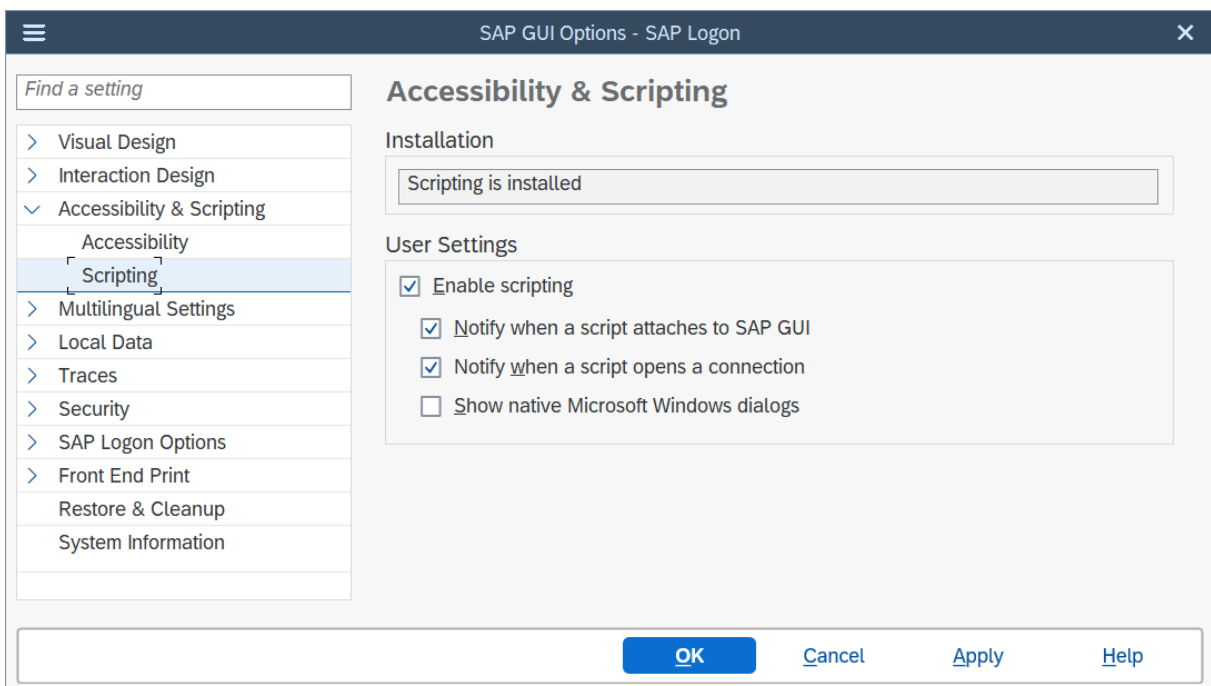 SAP GUI Options - SAP Logon
Find a setting
Visual Design
Interaction Design
Accessibility & Scripting
Accessibility
Scripting
Multilingual Settings
Local Data
Traces
Security
SAP Logon Options
Front End Print
Restore & Cleanup
System Information
Accessibility & Scripting
Installation
Scripting is installed
User Settings
Enable scripting
Notify when a script attaches to SAP GUI
Notify when a script opens a connection
Show native Microsoft Windows dialogs
OK Cancel Apply Help